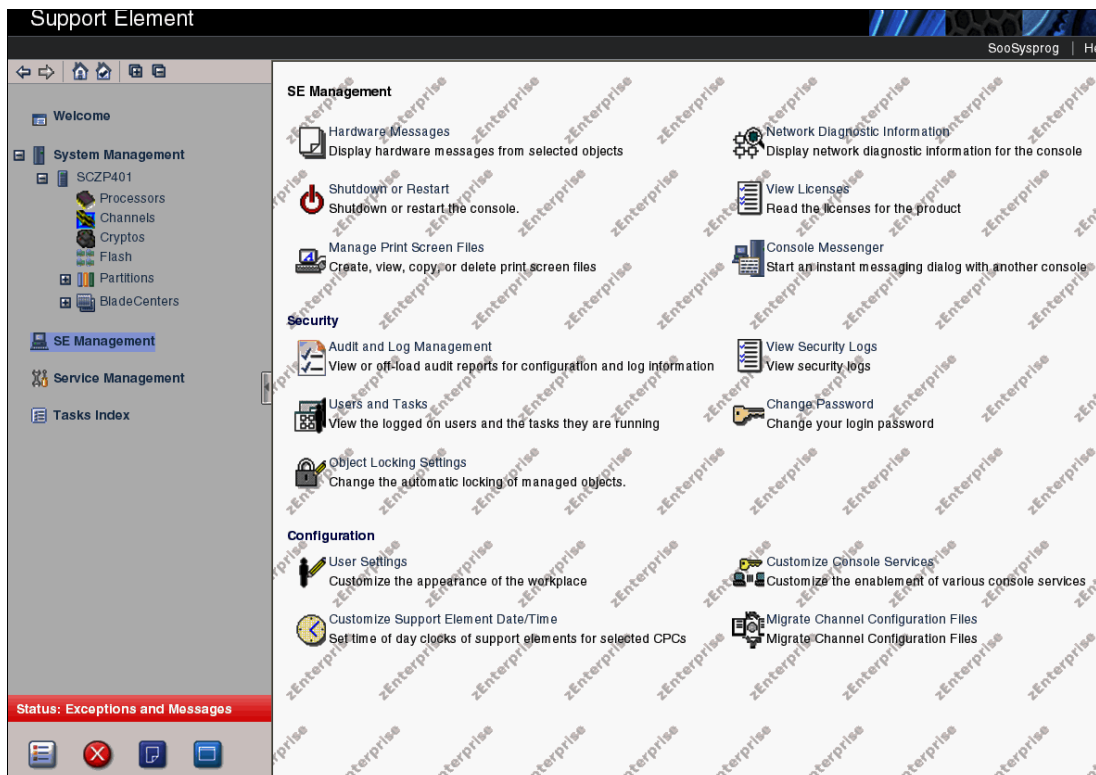 Support Element
SooSysprog | He
Welcome
System Management
SCZP401
Processors
Channels
Cryptos
Flash
Partitions
BladeCenters
SE Management
Service Management
Tasks Index
Status: Exceptions and Messages
SE Management
Hardware Messages
Display hardware messages from selected objects
Network Diagnostic Information
Display network diagnostic information for the console
Shutdown or Restart
Shutdown or restart the console.
View Licenses
Read the licenses for the product
Manage Print Screen Files
Create, view, copy, or delete print screen files
Console Messenger
Start an instant messaging dialog with another console
Security
Audit and Log Management
View or off-load audit reports for configuration and log information
View Security Logs
View security logs
Users and Tasks
View the logged on users and the tasks they are running
Change Password
Change your login password
Object Locking Settings
Change the automatic locking of managed objects.
Configuration
User Settings
Customize the appearance of the workplace
Customize Console Services
Customize the enablement of various console services
Customize Support Element Date/Time
Set time of day clocks of support elements for selected CPCs
Migrate Channel Configuration Files
Migrate Channel Configuration Files
zEnterprise